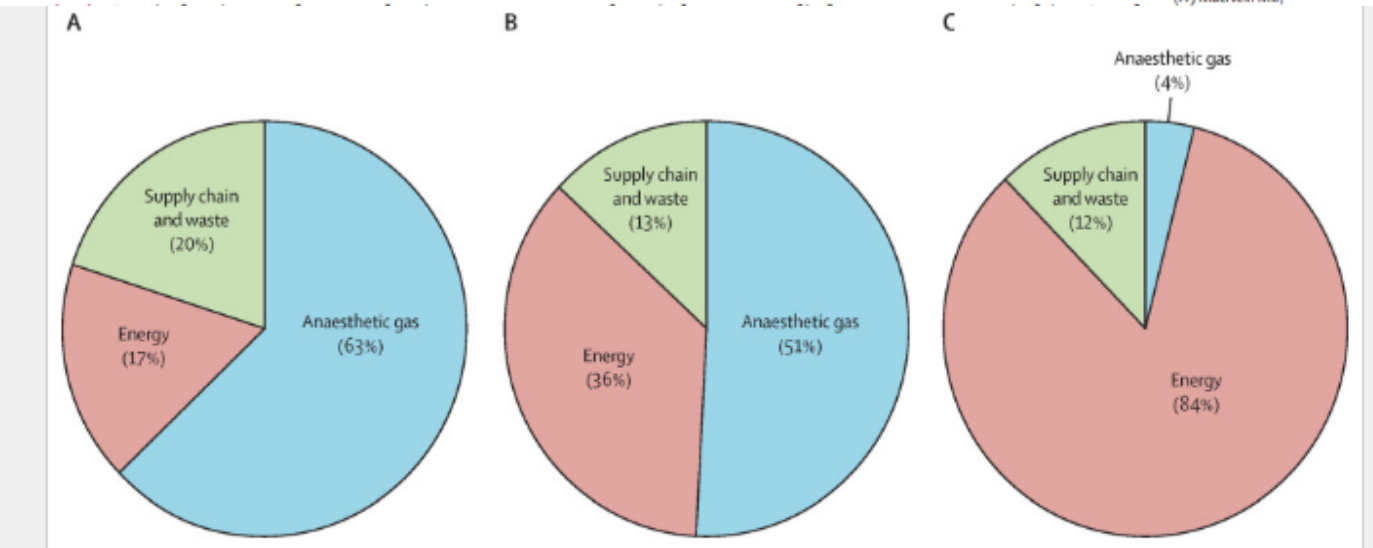 A
Supply chain
and waste
(20%)
Energy
(17%)
Anaesthetic gas
(63%)
B
Supply chain
and waste
(13%)
Energy
(36%)
Anaesthetic gas
(51%)
C
Anaesthetic gas
(4%)
Supply chain
and waste
(12%)
Energy
(84%)